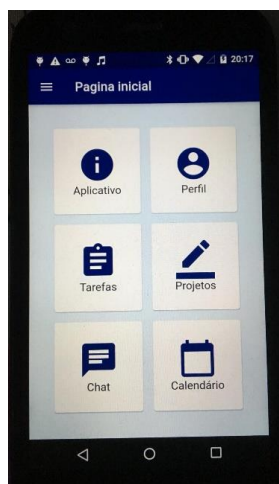 20:17
Pagina inicial
Aplicativo
Perfil
Tarefas
Projetos
Chat
Calendário